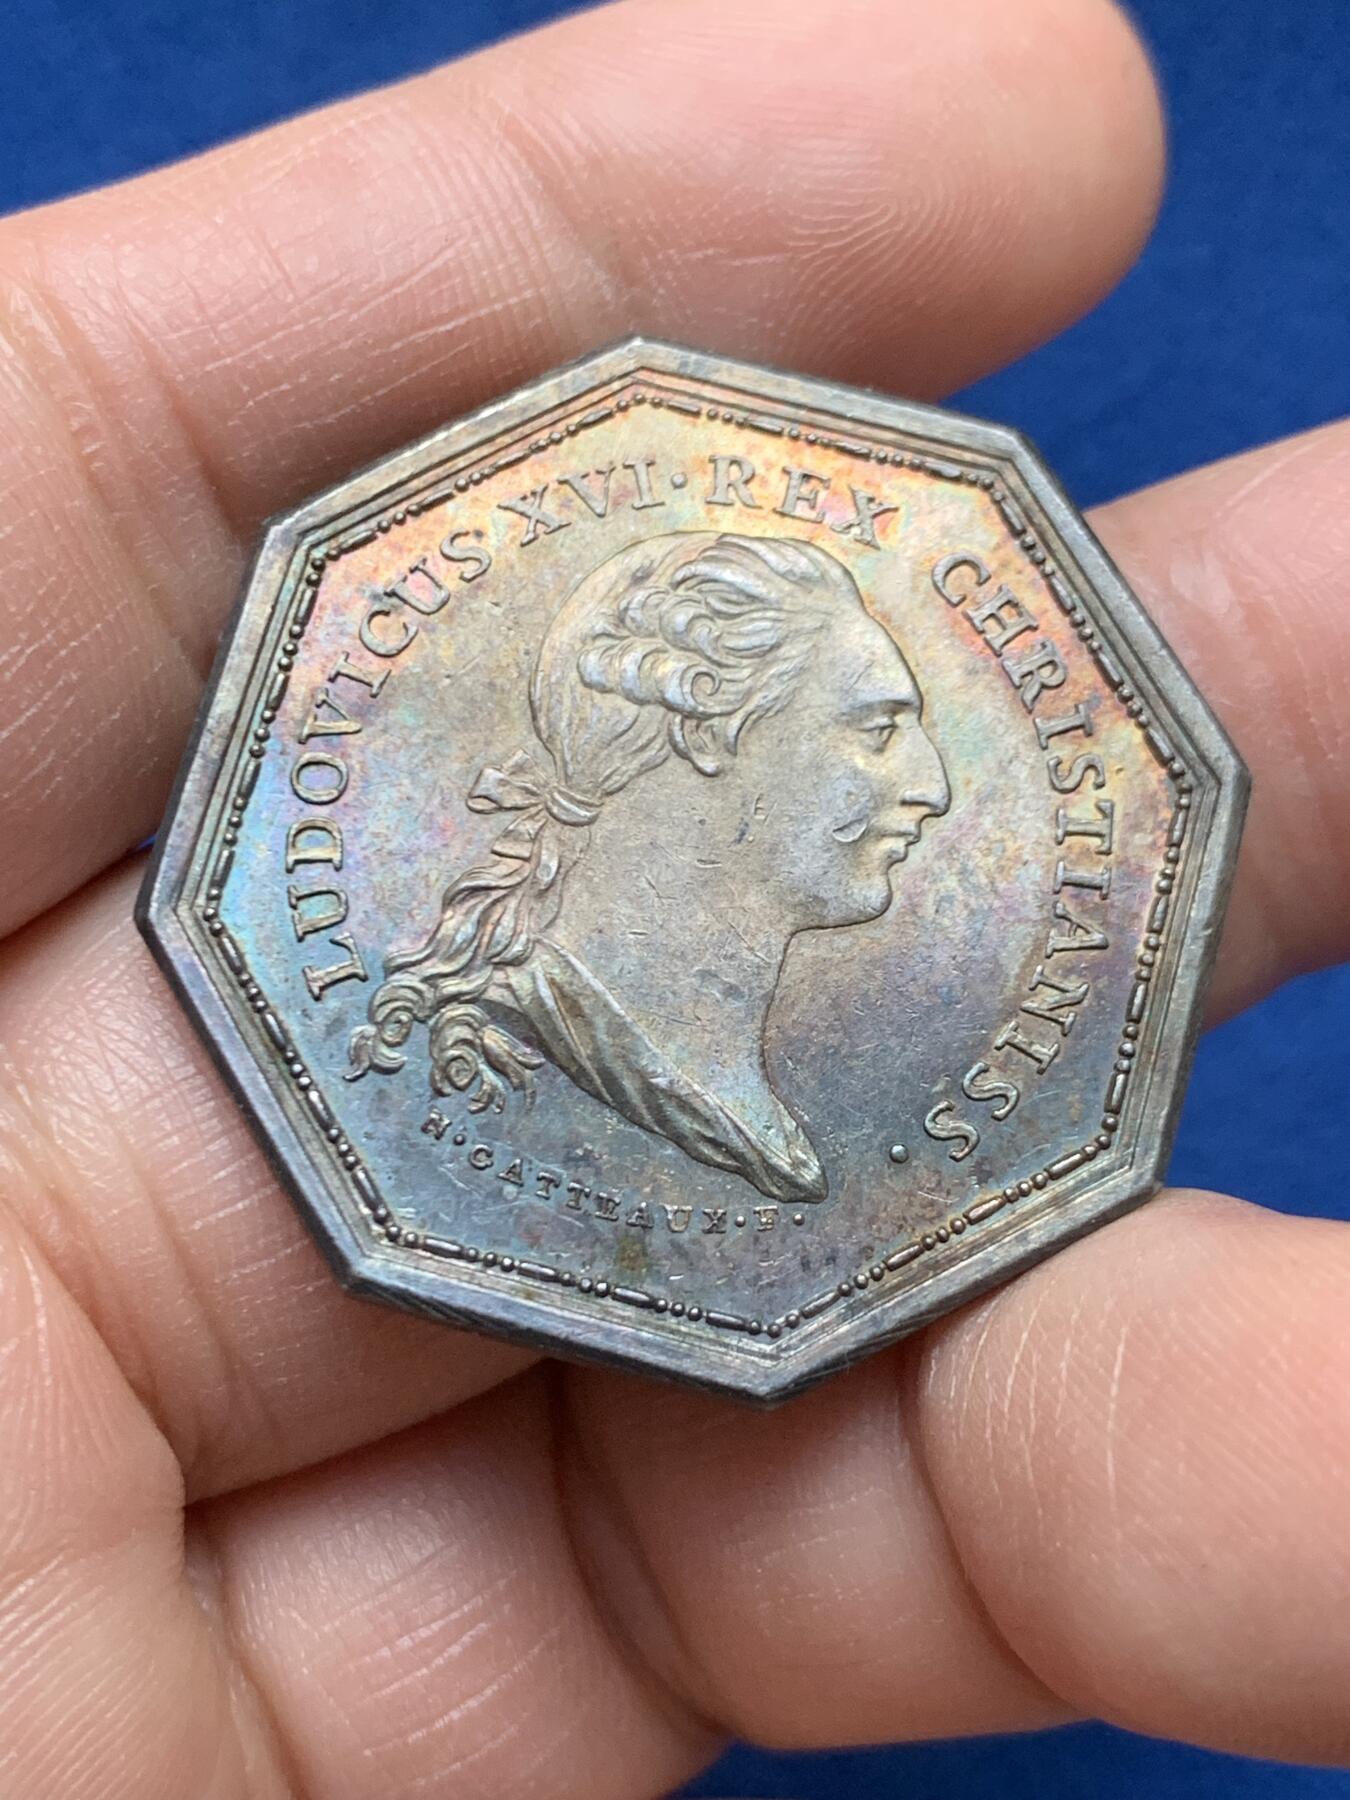 LUDOVICUS XVI · REX CHRISTIANISS ·
N · GATTEAUX · F ·